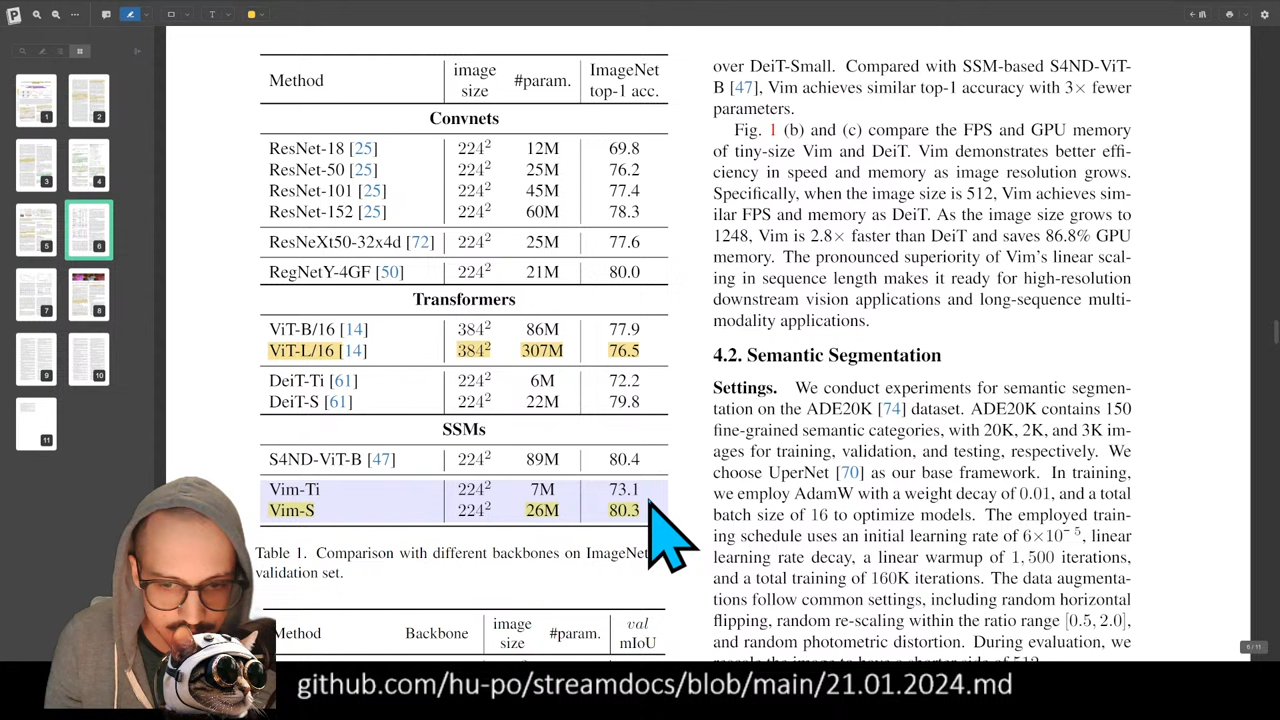 Method image size #param. ImageNet top-1 acc.
Convnets
ResNet-18 [25] 224² 12M 69.8
ResNet-50 [25] 224² 25M 76.2
ResNet-101 [25] 224² 45M 77.4
ResNet-152 [25] 224² 60M 78.3
ResNeXt50-32x4d [72] 224² 25M 77.6
RegNetY-4GF [50] 224² 21M 80.0
Transformers
ViT-B/16 [14] 384² 86M 77.9
ViT-L/16 [14] 384² 307M 76.5
DeiT-Ti [61] 224² 6M 72.2
DeiT-S [61] 224² 22M 79.8
SSMs
S4ND-ViT-B [47] 224² 89M 80.4
Vim-Ti 224² 7M 73.1
Vim-S 224² 26M 80.3
Table 1. Comparison with different backbones on ImageNet
validation set.
Method Backbone image size #param. val mIoU
over DeiT-Small. Compared with SSM-based S4ND-ViT-
B [47], Vim achieves similar top-1 accuracy with 3× fewer
parameters.
Fig. 1 (b) and (c) compare the FPS and GPU memory
of tiny-size Vim and DeiT. Vim demonstrates better effi-
ciency in speed and memory as image resolution grows.
Specifically, when the image size is 512, Vim achieves sim-
ilar FPS and memory as DeiT. As the image size grows to
1248, Vim is 2.8× faster than DeiT and saves 86.8% GPU
memory. The pronounced superiority of Vim's linear scal-
ing in sequence length makes it ready for high-resolution
downstream vision applications and long-sequence multi-
modality applications.
4.2. Semantic Segmentation
Settings. We conduct experiments for semantic segmen-
tation on the ADE20K [74] dataset. ADE20K contains 150
fine-grained semantic categories, with 20K, 2K, and 3K im-
ages for training, validation, and testing, respectively. We
choose UperNet [70] as our base framework. In training,
we employ AdamW with a weight decay of 0.01, and a total
batch size of 16 to optimize models. The employed train-
ing schedule uses an initial learning rate of 6×10⁻⁵, linear
learning rate decay, a linear warmup of 1,500 iterations,
and a total training of 160K iterations. The data augmenta-
tions follow common settings, including random horizontal
flipping, random re-scaling within the ratio range [0.5, 2.0],
and random photometric distortion. During evaluation, we
1
2
3
4
5
6
7
8
9
10
11
6/11
github.com/hu-po/streamdocs/blob/main/21.01.2024.md